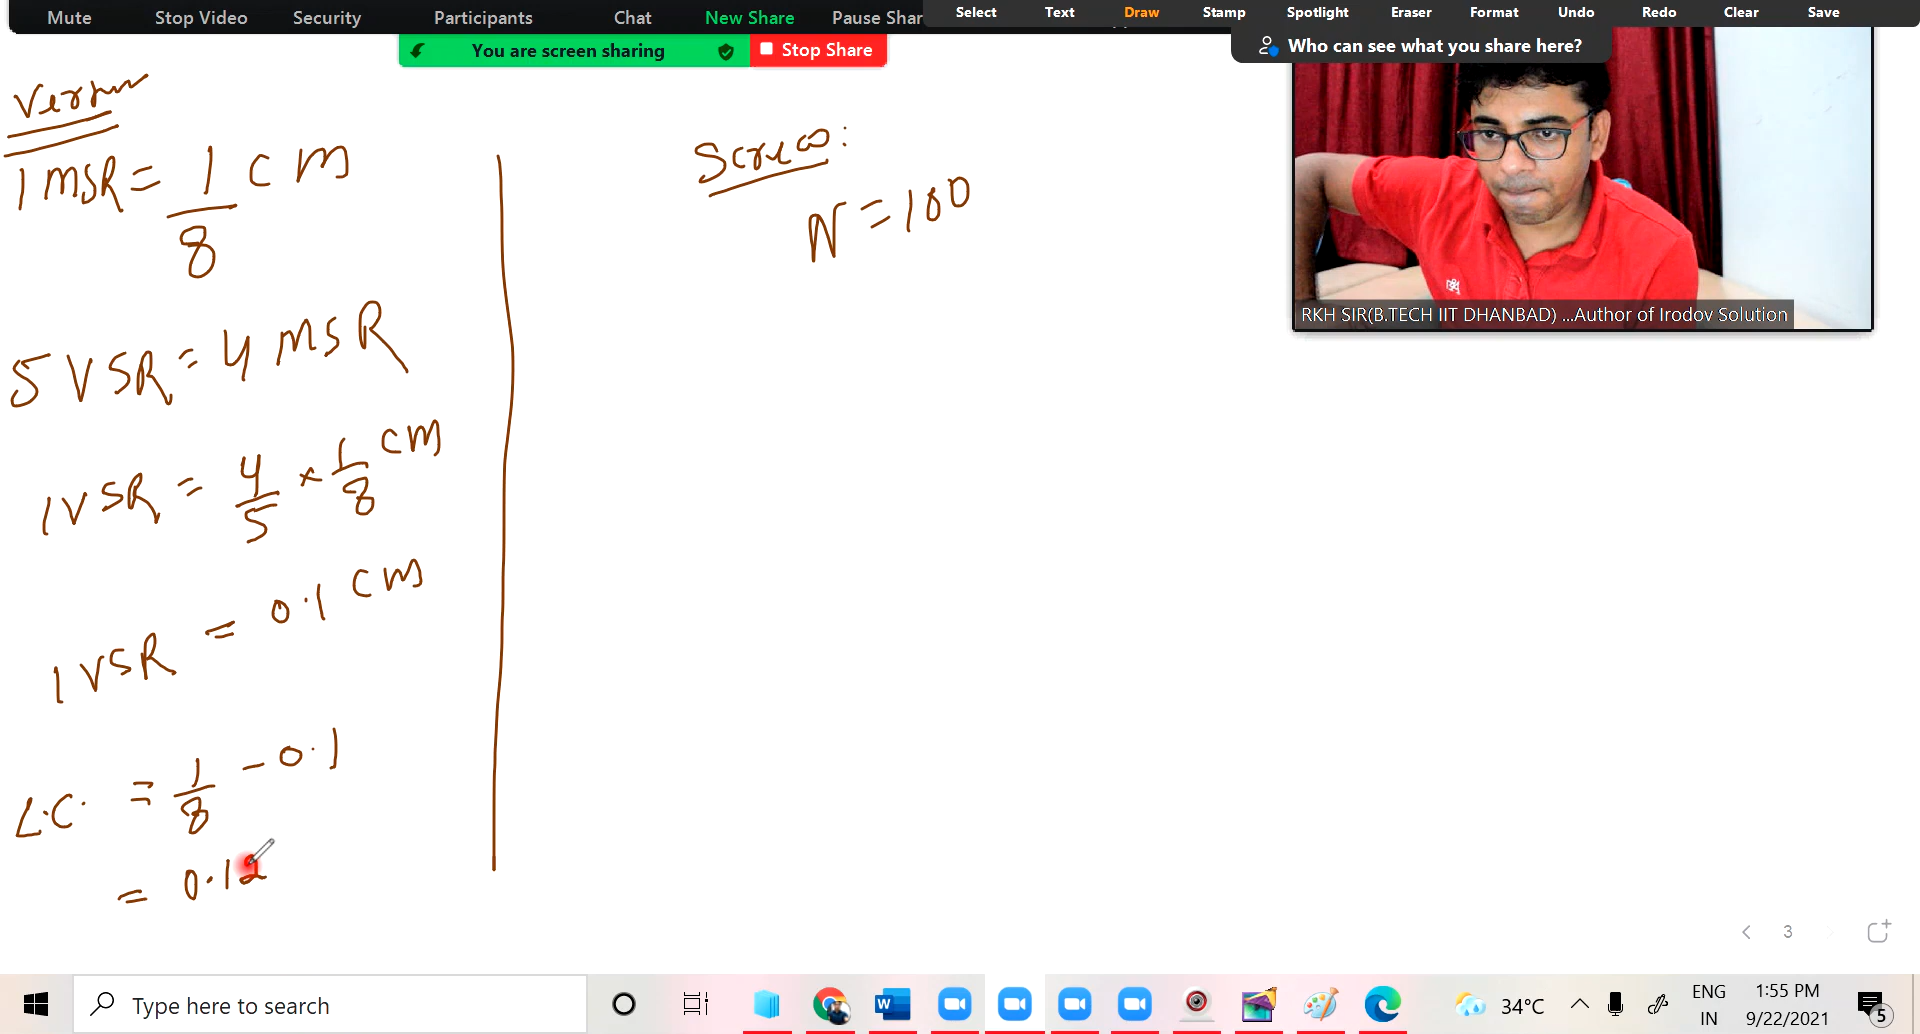 Mute Stop Video Security Participants Chat New Share Pause Shar Select Text Draw Stamp Spotlight Eraser Format Undo Redo Clear Save
You are screen sharing Stop Share Who can see what you share here?
1 MSR = 1/8 cm
5 VSR = 4 MSR
1 VSR = 4/5 × 1/8 cm
1 VSR = 0.1 cm
L.C. = 1/8 - 0.1
= 0.12
Screw:
N = 100
RKH SIR(B.TECH IIT DHANBAD) ...Author of Irodov Solution
3
Type here to search
34°C
ENG
IN
1:55 PM
9/22/2021
5